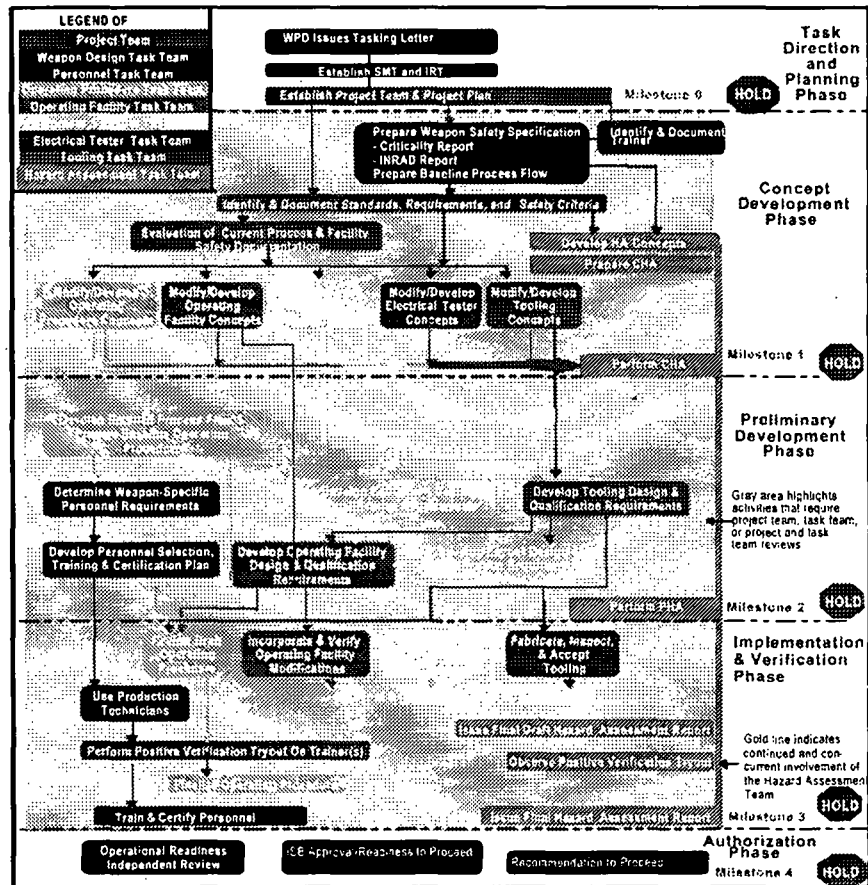 LEGEND OF
Project Team
Weapon Design Task Team
Personnel Task Team
Task Team
Operating Facility Task Team
Electrical Tester Task Team
Tooling Task Team
Hazard Assessment Task Team
WPD Issues Tasking Letter
Establish SMT and IRT
Establish Project Team & Project Plan
Milestone 0
HOLD
Task
Direction
and
Planning
Phase
Prepare Weapon Safety Specification
- Criticality Report
- INRAD Report
Prepare Baseline Process Flow
Identify & Document
Trainer
Identify & Document Standards, Requirements, and Safety Criteria
Concept
Development
Phase
Evaluation of Current Process & Facility
Safety Documentation
Develop HA Concepts
Prepare CHA
Modify/Develop
Operating
Modify/Develop
Operating
Facility Concepts
Modify/Develop
Electrical Tester
Concepts
Modify/Develop
Tooling
Concepts
Perform CHA
Milestone 1
HOLD
Preliminary
Development
Phase
Determine Weapon-Specific
Personnel Requirements
Develop Tooling Design &
Qualification Requirements
Gray area highlights
activities that require
project team, task team,
or project and task
team reviews
Develop Personnel Selection,
Training & Certification Plan
Develop Operating Facility
Design & Qualification
Requirements
Perform PHA
Milestone 2
HOLD
Incorporate & Verify
Operating Facility
Modifications
Fabricate, Inspect,
& Accept
Tooling
Implementation
& Verification
Phase
Use Production
Technicians
Issue Final Draft Hazard Assessment Report
Perform Positive Verification Tryout On Trainer(s)
Observe Positive Verification Tryout
Gold line indicates
continued and con-
current involvement of
the Hazard Assessment
Team
Train & Certify Personnel
Issue Final Hazard Assessment Report
Milestone 3
HOLD
Operational Readiness
Independent Review
Approval/Readiness to Proceed
Recommendation to Proceed
Authorization
Phase
Milestone 4
HOLD